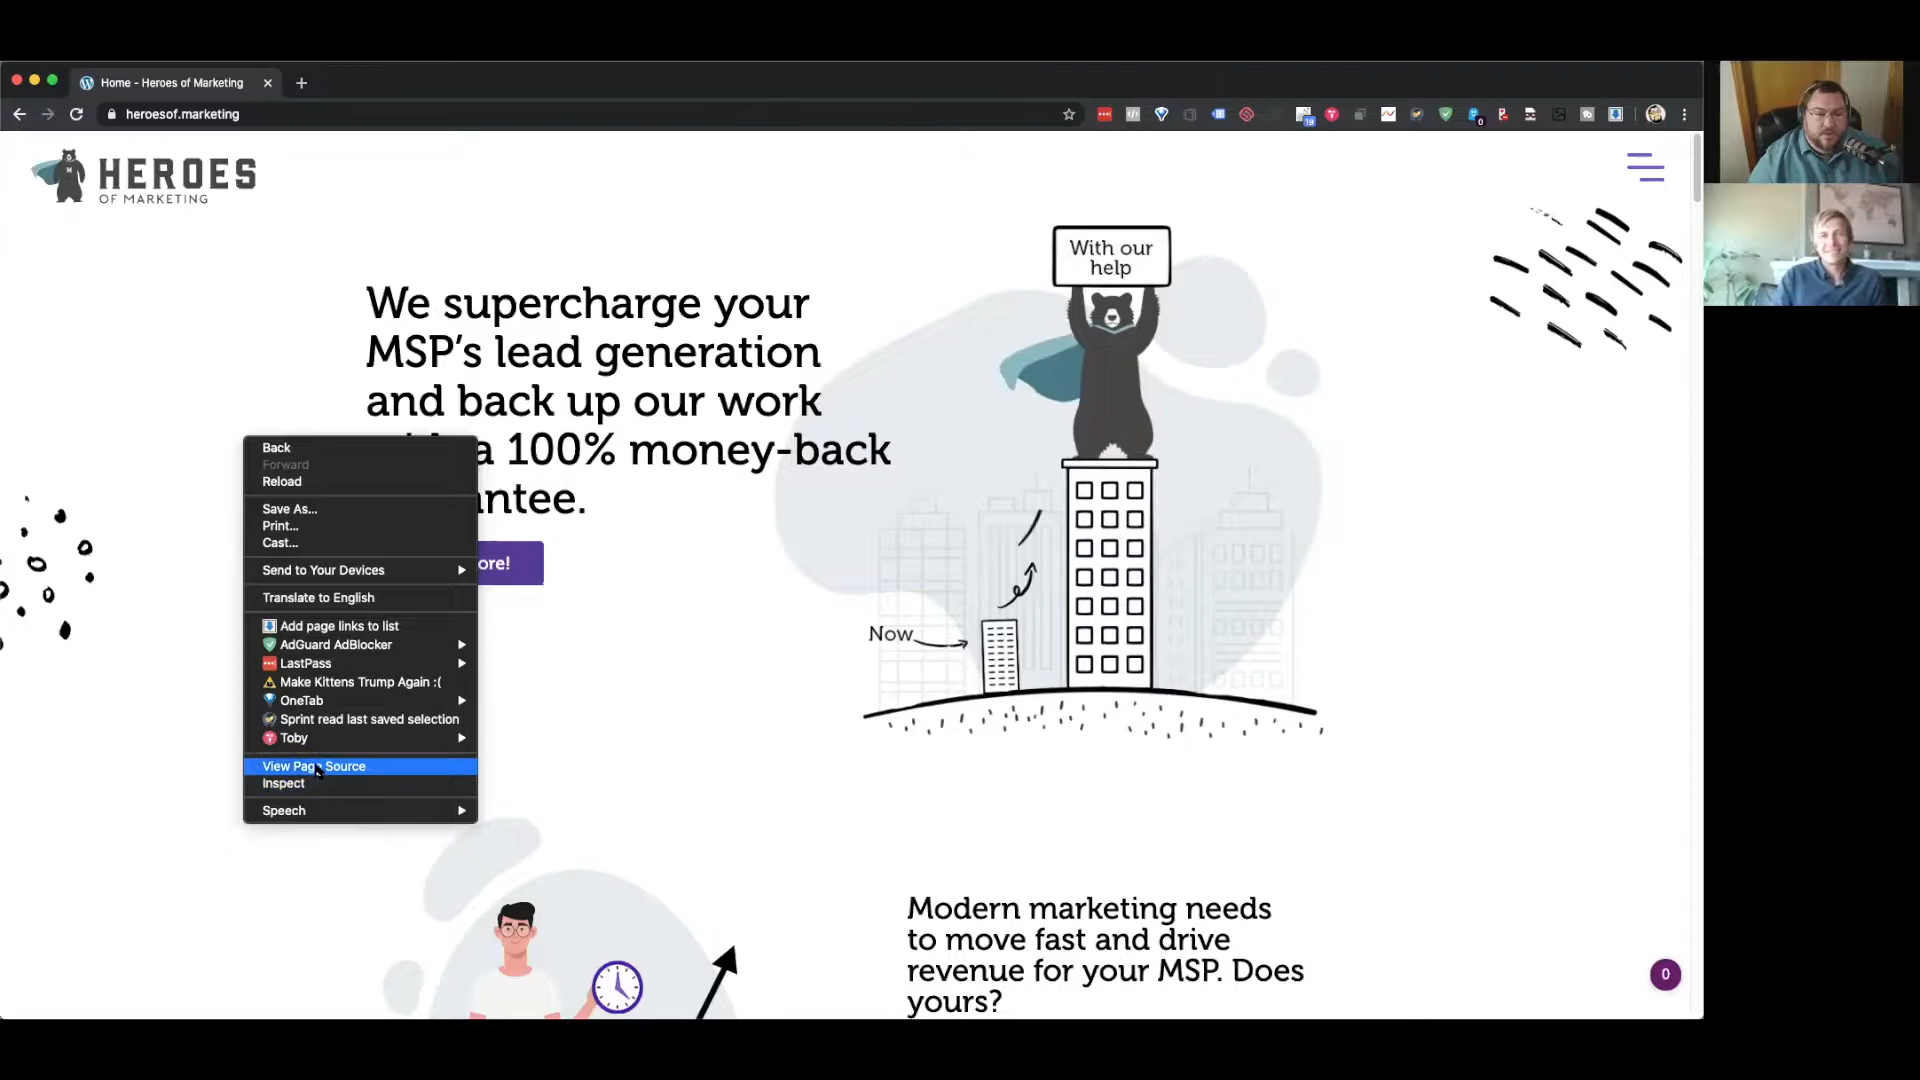 Home - Heroes of Marketing
heroesof.marketing
HEROES
OF MARKETING
With our
help
We supercharge your
MSP's lead generation
and back up our work
a 100% money-back
ntee.
ore!
Back
Forward
Reload
Save As...
Print...
Cast...
Send to Your Devices
Translate to English
Add page links to list
AdGuard AdBlocker
LastPass
Make Kittens Trump Again :(
OneTab
Sprint read last saved selection
Toby
View Page Source
Inspect
Speech
Now
Modern marketing needs
to move fast and drive
revenue for your MSP. Does
yours?
0